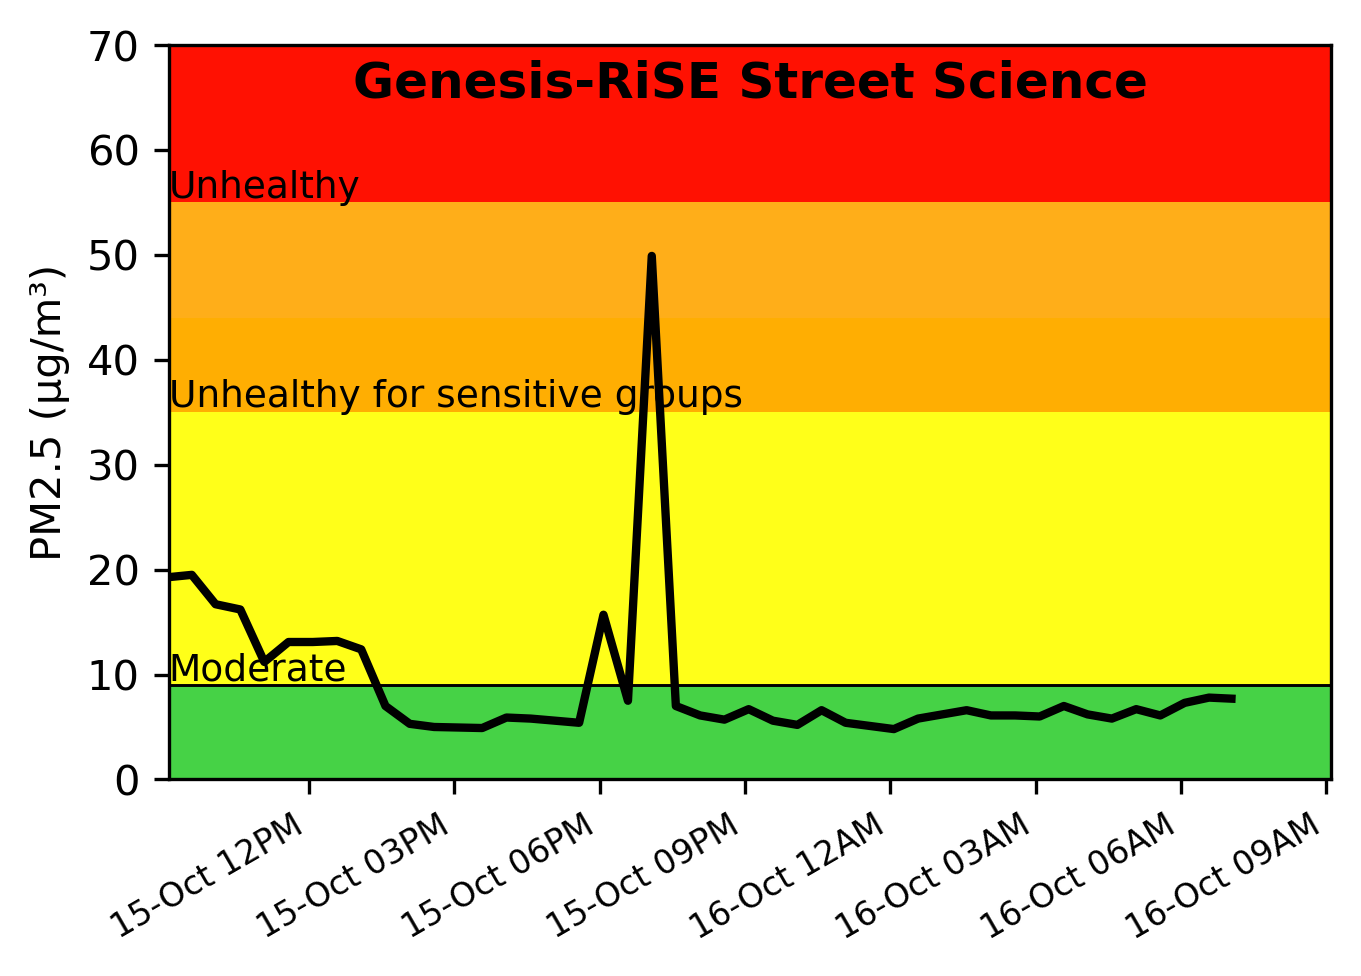 Genesis-RiSE Street Science
70
60
50
40
30
20
10
0
PM2.5 (µg/m³)
Unhealthy
Unhealthy for sensitive groups
Moderate
15-Oct 12PM
15-Oct 03PM
15-Oct 06PM
15-Oct 09PM
16-Oct 12AM
16-Oct 03AM
16-Oct 06AM
16-Oct 09AM